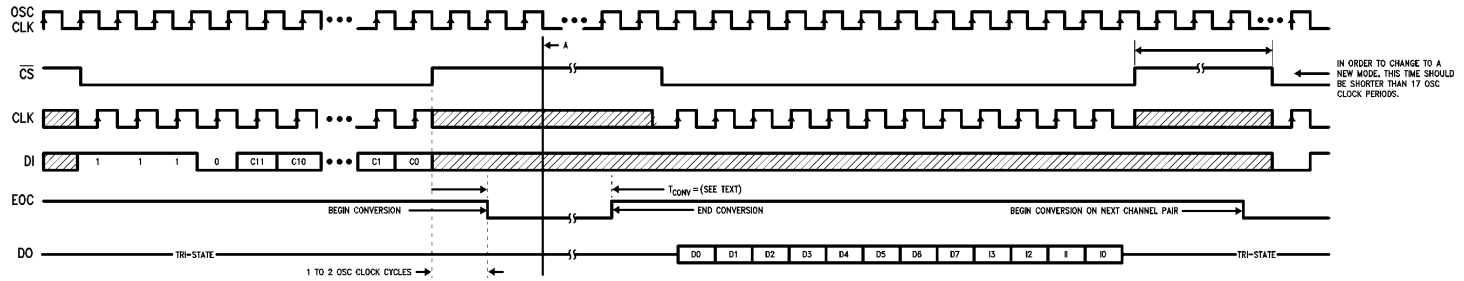 OSC
CLK
A
CS
IN ORDER TO CHANGE TO A
NEW MODE, THIS TIME SHOULD
BE SHORTER THAN 17 OSC
CLOCK PERIODS.
CLK
DI
1 1 1 0 C11 C10 C1 C0
EOC
T_CONV = (SEE TEXT)
BEGIN CONVERSION
END CONVERSION
BEGIN CONVERSION ON NEXT CHANNEL PAIR
DO
TRI-STATE
D0 D1 D2 D3 D4 D5 D6 D7 I3 I2 I1 I0
TRI-STATE
1 TO 2 OSC CLOCK CYCLES